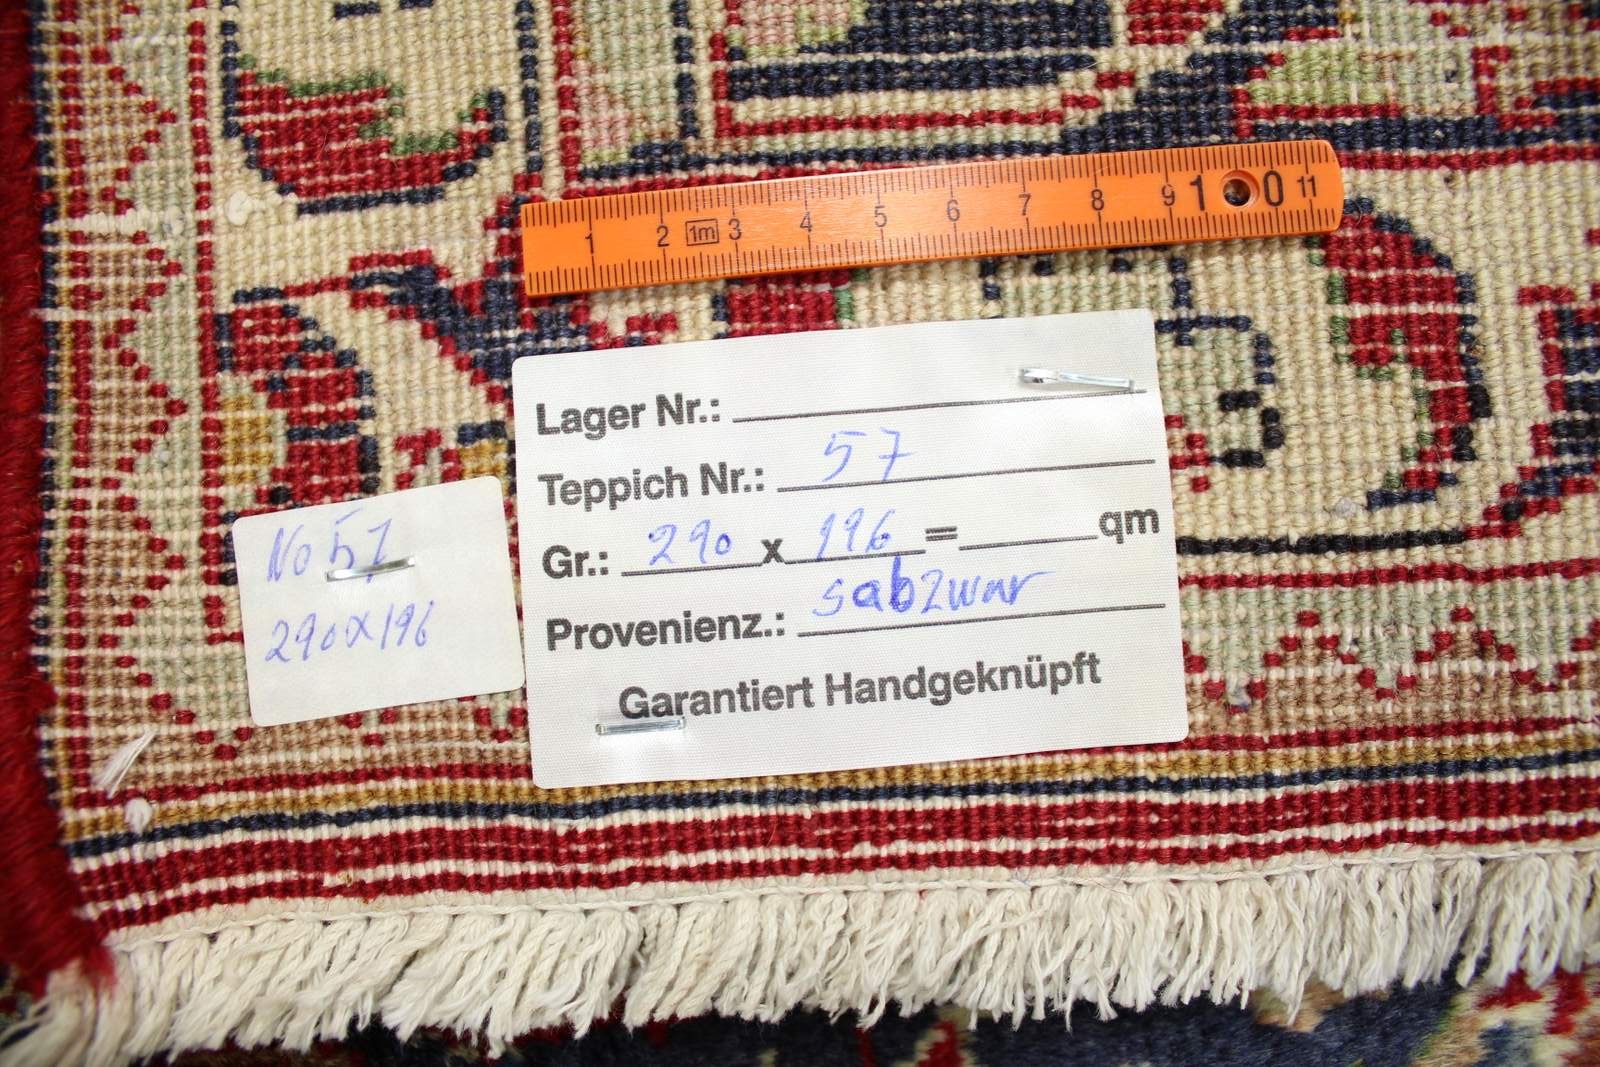 1 2 1m 3 4 5 6 7 8 9 10 11
Lager Nr.:
Teppich Nr.: 57
Gr.: 290 x 196 = qm
Provenienz.: sabzwar
Garantiert Handgeknüpft
No 57
290x196